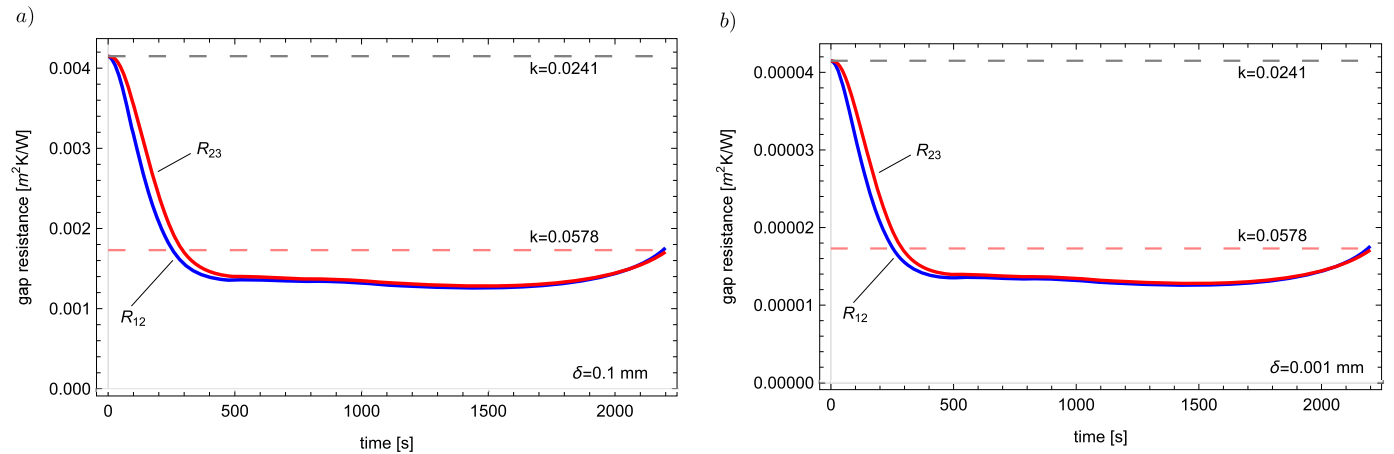 a)
gap resistance [m²K/W]
0.004
0.003
0.002
0.001
0.000
k=0.0241
R₂₃
k=0.0578
R₁₂
δ=0.1 mm
0 500 1000 1500 2000
time [s]
b)
gap resistance [m²K/W]
0.00004
0.00003
0.00002
0.00001
0.00000
k=0.0241
R₂₃
k=0.0578
R₁₂
δ=0.001 mm
0 500 1000 1500 2000
time [s]